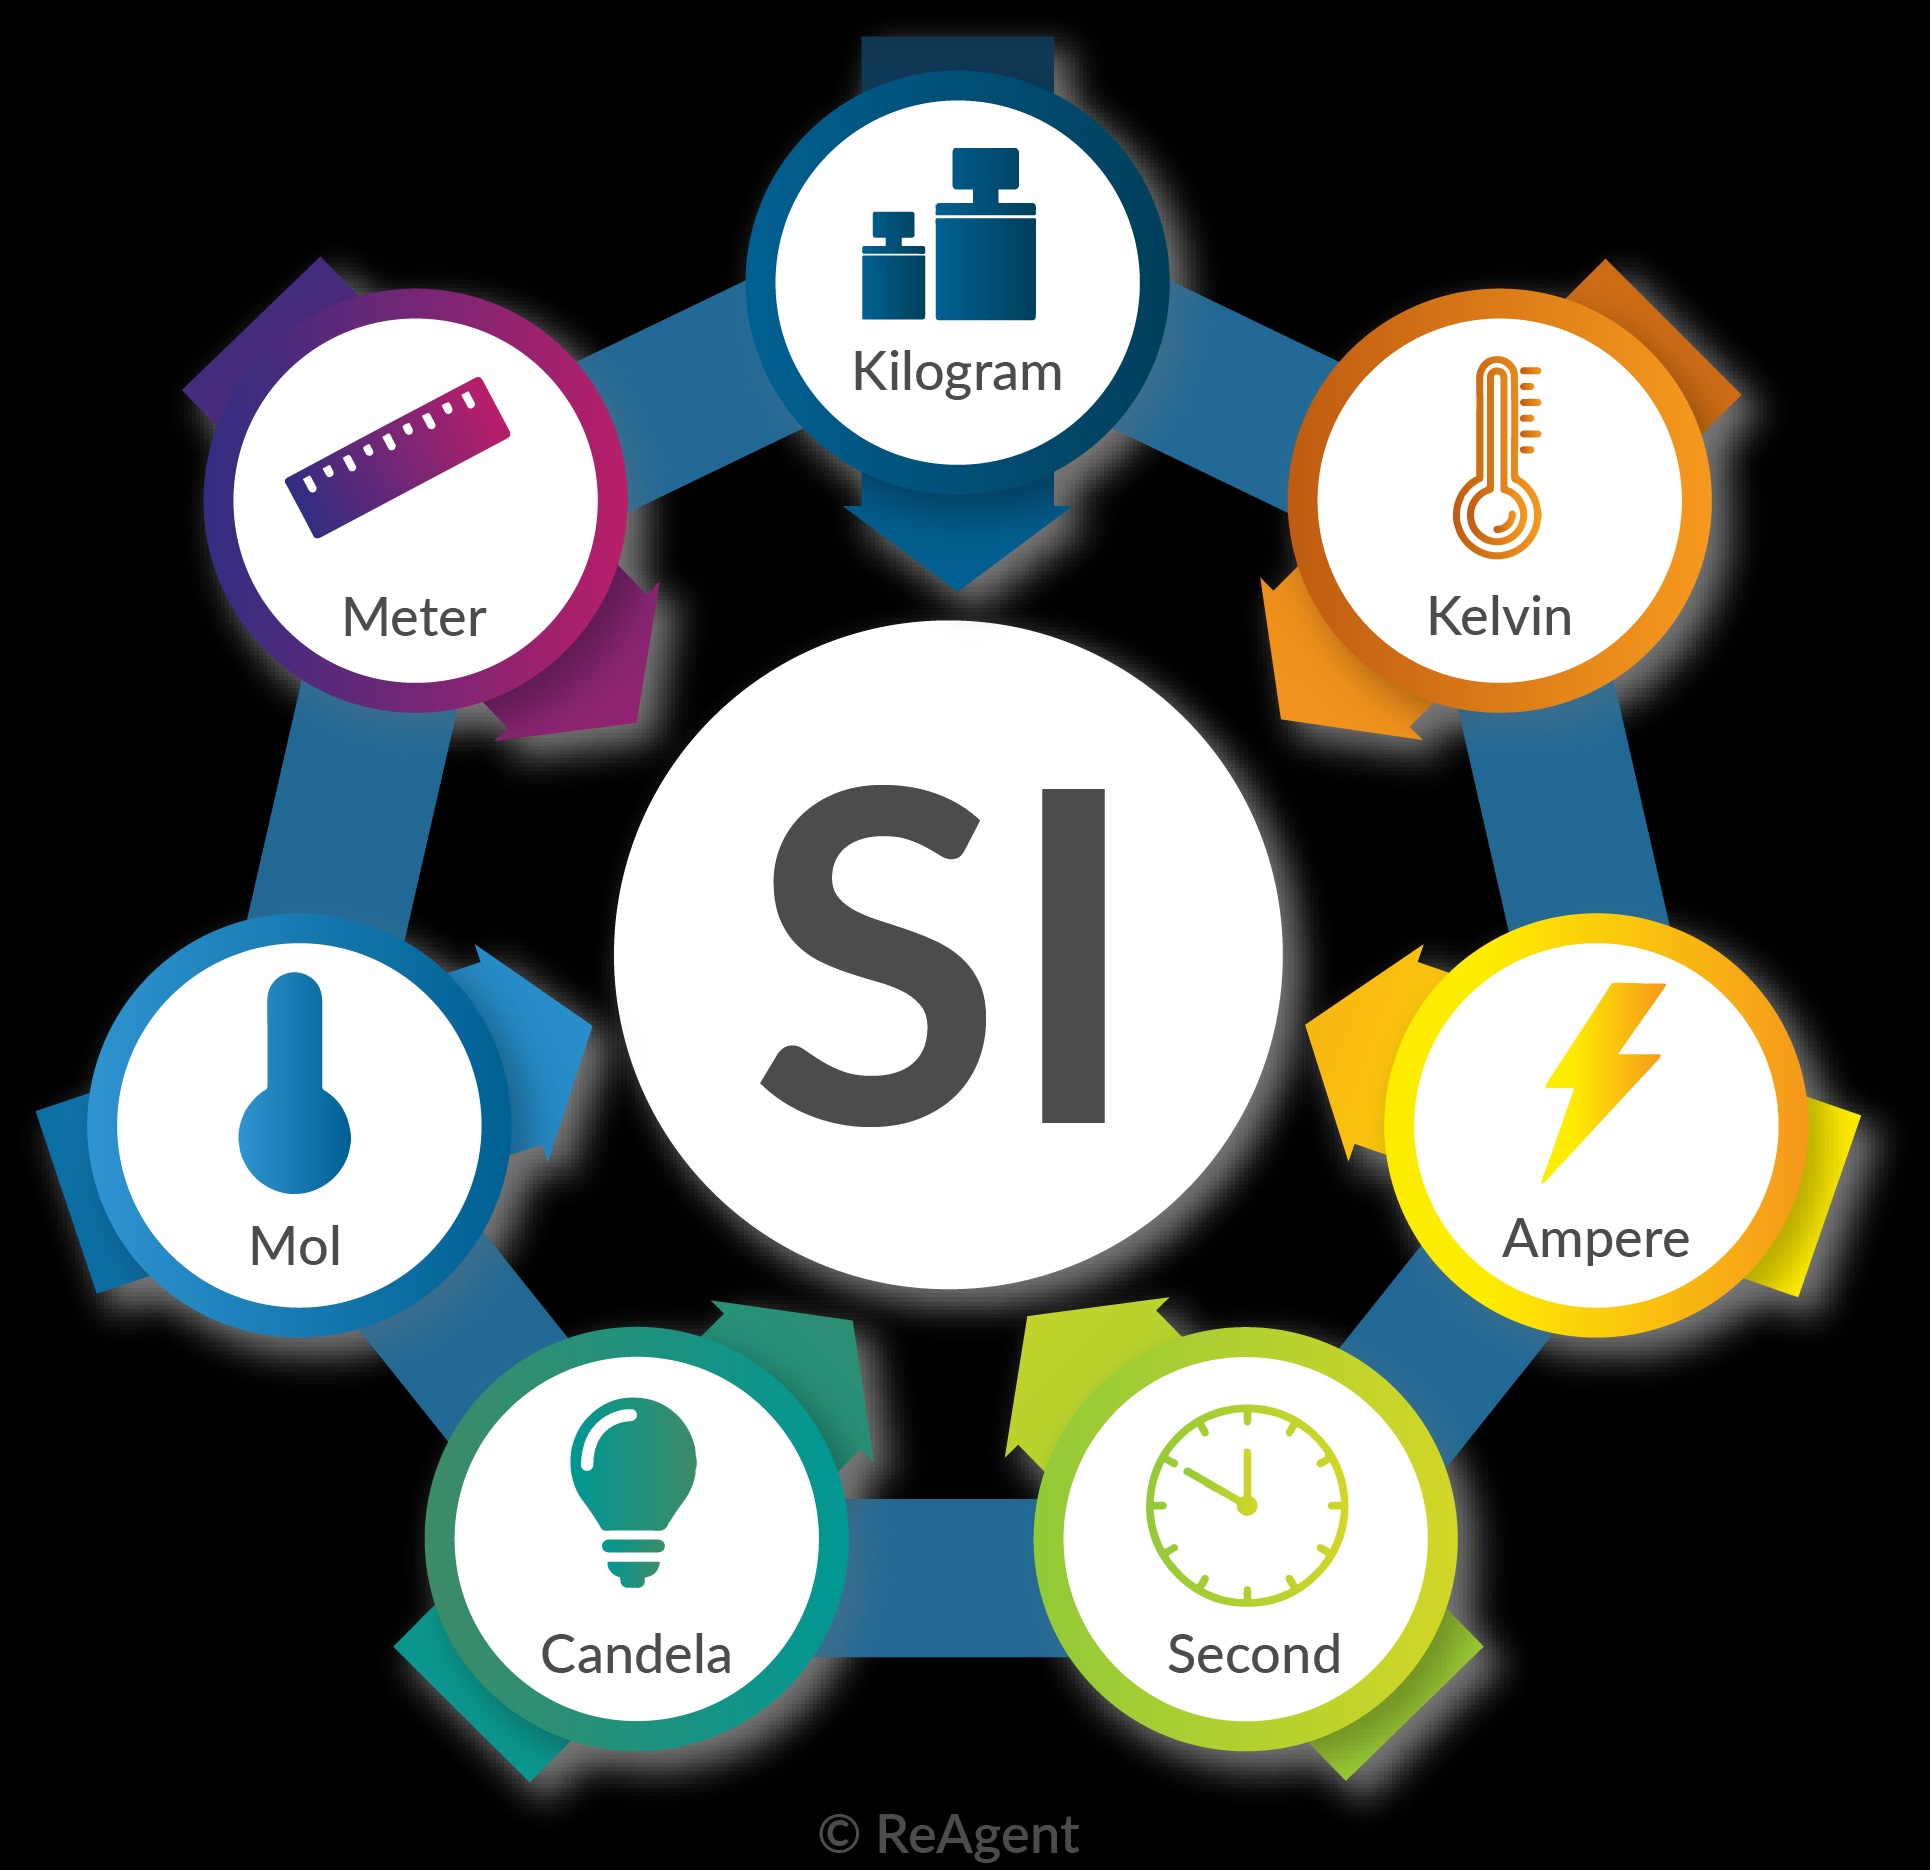 Kilogram
Meter
Kelvin
SI
Mol
Ampere
Candela
Second
© ReAgent